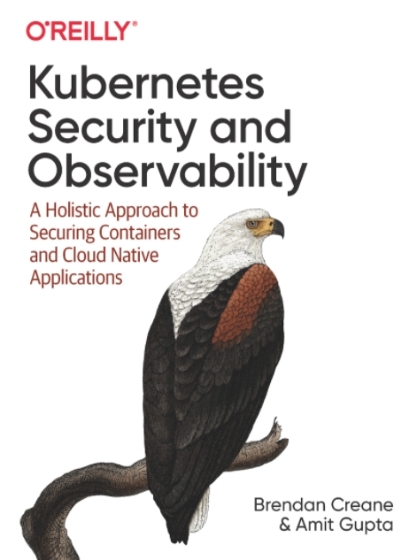 O'REILLY®
Kubernetes
Security and
Observability
A Holistic Approach to
Securing Containers
and Cloud Native
Applications
Brendan Creane
& Amit Gupta